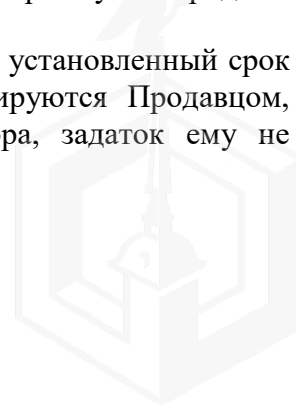 установленный срок
ируются Продавцом,
ра, задаток ему не